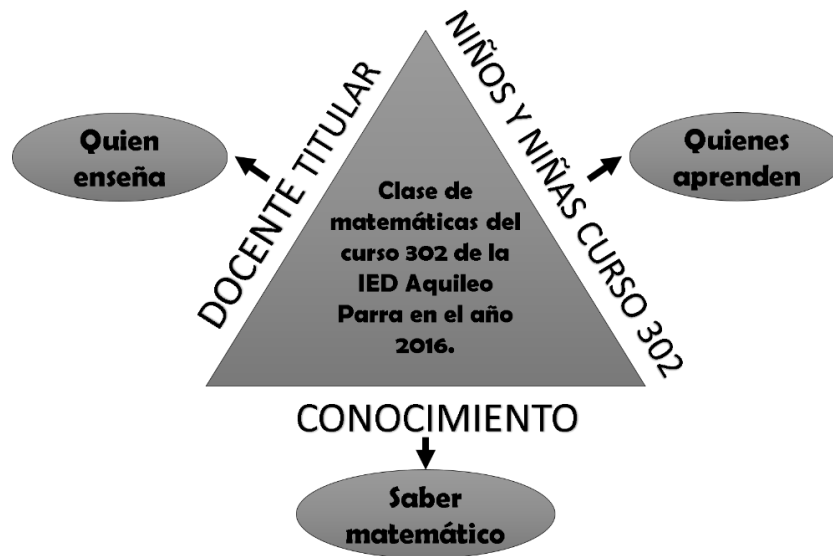 DOCENTE TITULAR
NIÑOS Y NIÑAS CURSO 302
Quien
enseña
Quienes
aprenden
Clase de
matemáticas del
curso 302 de la
IED Aquileo
Parra en el año
2016.
CONOCIMIENTO
Saber
matemático